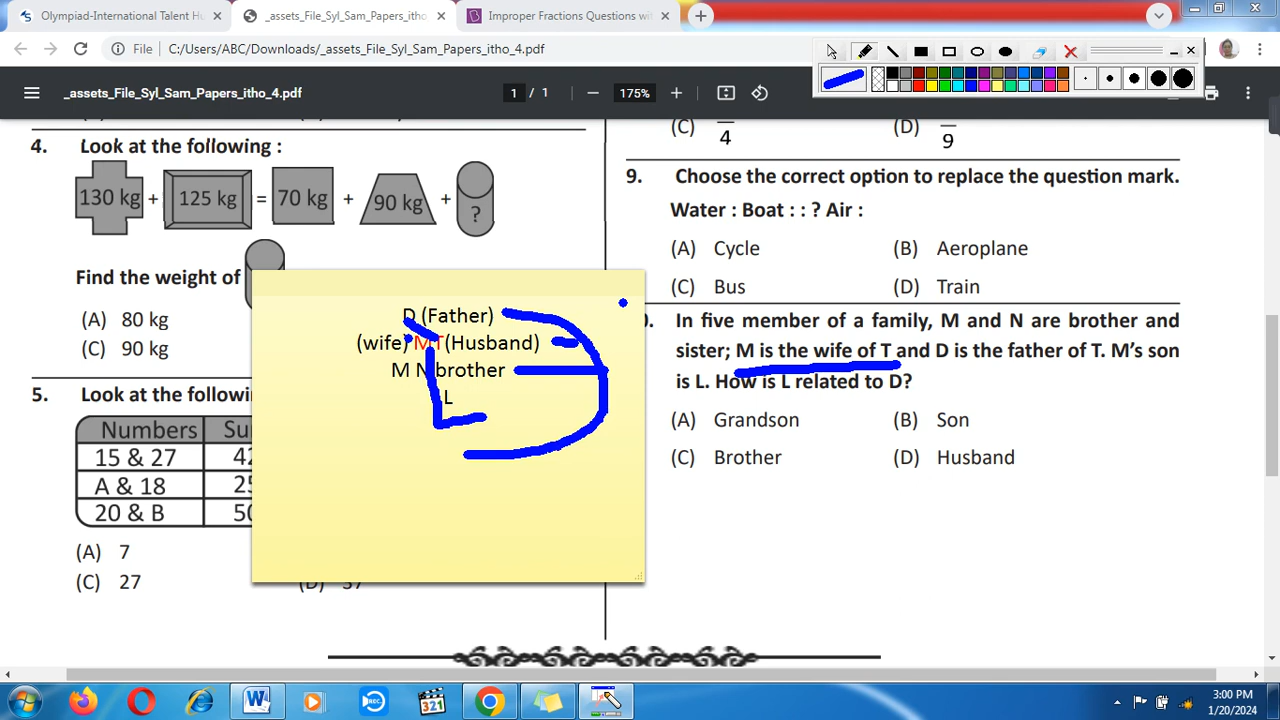 Olympiad-International Talent Hu
_assets_File_Syl_Sam_Papers_itho
Improper Fractions Questions with
File
C:/Users/ABC/Downloads/_assets_File_Syl_Sam_Papers_itho_4.pdf
_assets_File_Syl_Sam_Papers_itho_4.pdf
1 / 1
175%
4. Look at the following :
130 kg + 125 kg = 70 kg + 90 kg + ?
Find the weight of
(A) 80 kg
(C) 90 kg
5. Look at the followi
Numbers Su
15 & 27 42
A & 18 25
20 & B 50
(A) 7
(C) 27
D (Father)
(wife) MT(Husband)
M N brother
L
(C) 4
(D) 9
9. Choose the correct option to replace the question mark.
Water : Boat : : ? Air :
(A) Cycle
(B) Aeroplane
(C) Bus
(D) Train
In five member of a family, M and N are brother and
sister; M is the wife of T and D is the father of T. M’s son
is L. How is L related to D?
(A) Grandson
(B) Son
(C) Brother
(D) Husband
REC
321
3:00 PM
1/20/2024